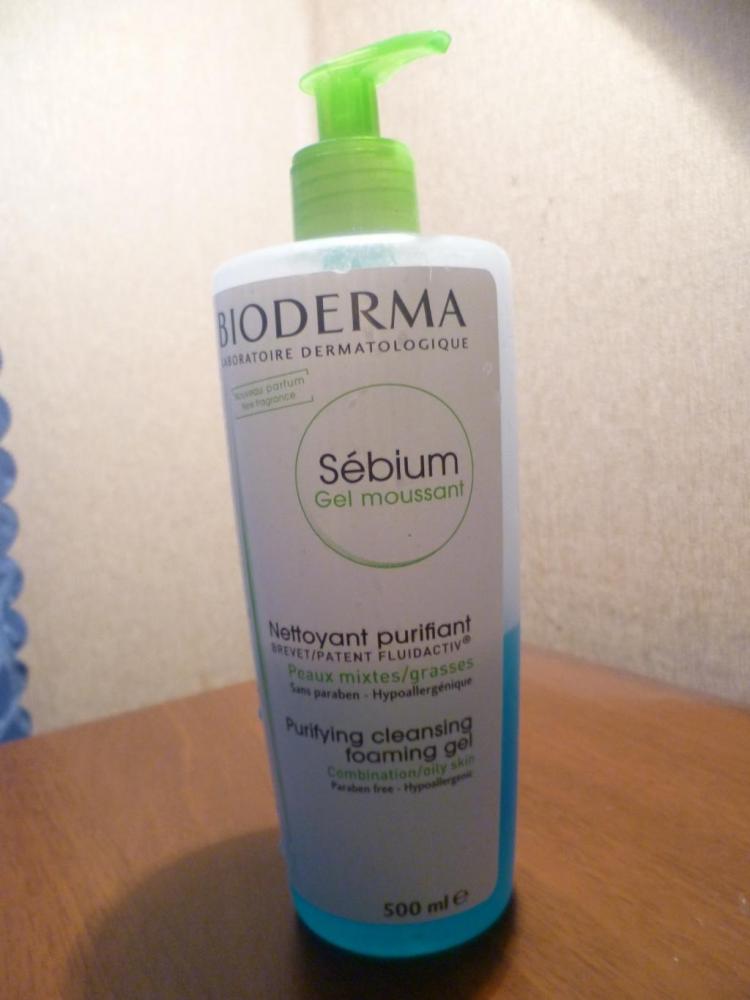 BIODERMA
LABORATOIRE DERMATOLOGIQUE
Nouveau parfum
New fragrance
Sébium
Gel moussant
Nettoyant purifiant
BREVET/PATENT FLUIDACTIV®
Peaux mixtes/grasses
Sans paraben - Hypoallergénique
Purifying cleansing
foaming gel
Combination/oily skin
Paraben free - Hypoallergenic
500 ml ℮